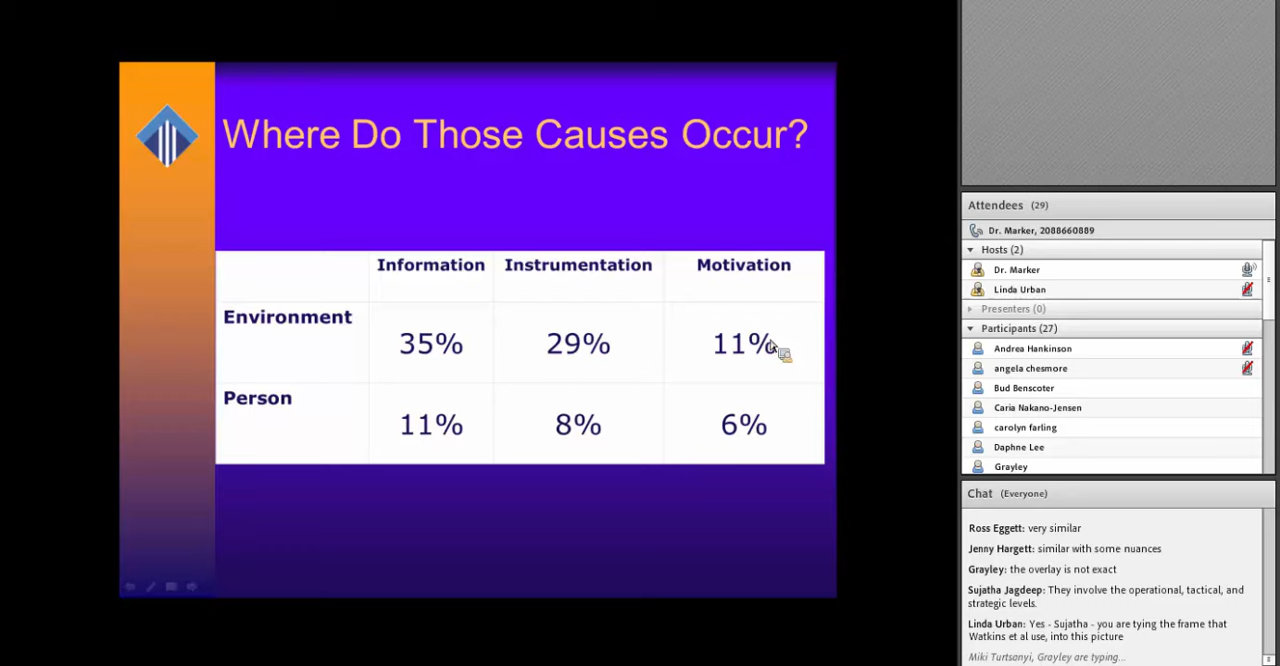 Where Do Those Causes Occur?
Information Instrumentation Motivation
Environment
35% 29% 11%
Person
11% 8% 6%
Attendees (29)
Dr. Marker, 2088660889
Hosts (2)
Dr. Marker
Linda Urban
Presenters (0)
Participants (27)
Andrea Hankinson
angela chesmore
Bud Benscoter
Caria Nakano-Jensen
carolyn farling
Daphne Lee
Grayley
Chat (Everyone)
Ross Eggett: very similar
Jenny Hargett: similar with some nuances
Grayley: the overlay is not exact
Sujatha Jagdeep: They involve the operational, tactical, and
strategic levels.
Linda Urban: Yes - Sujatha - you are tying the frame that
Watkins et al use, into this picture
Miki Turtsanyi, Grayley are typing...